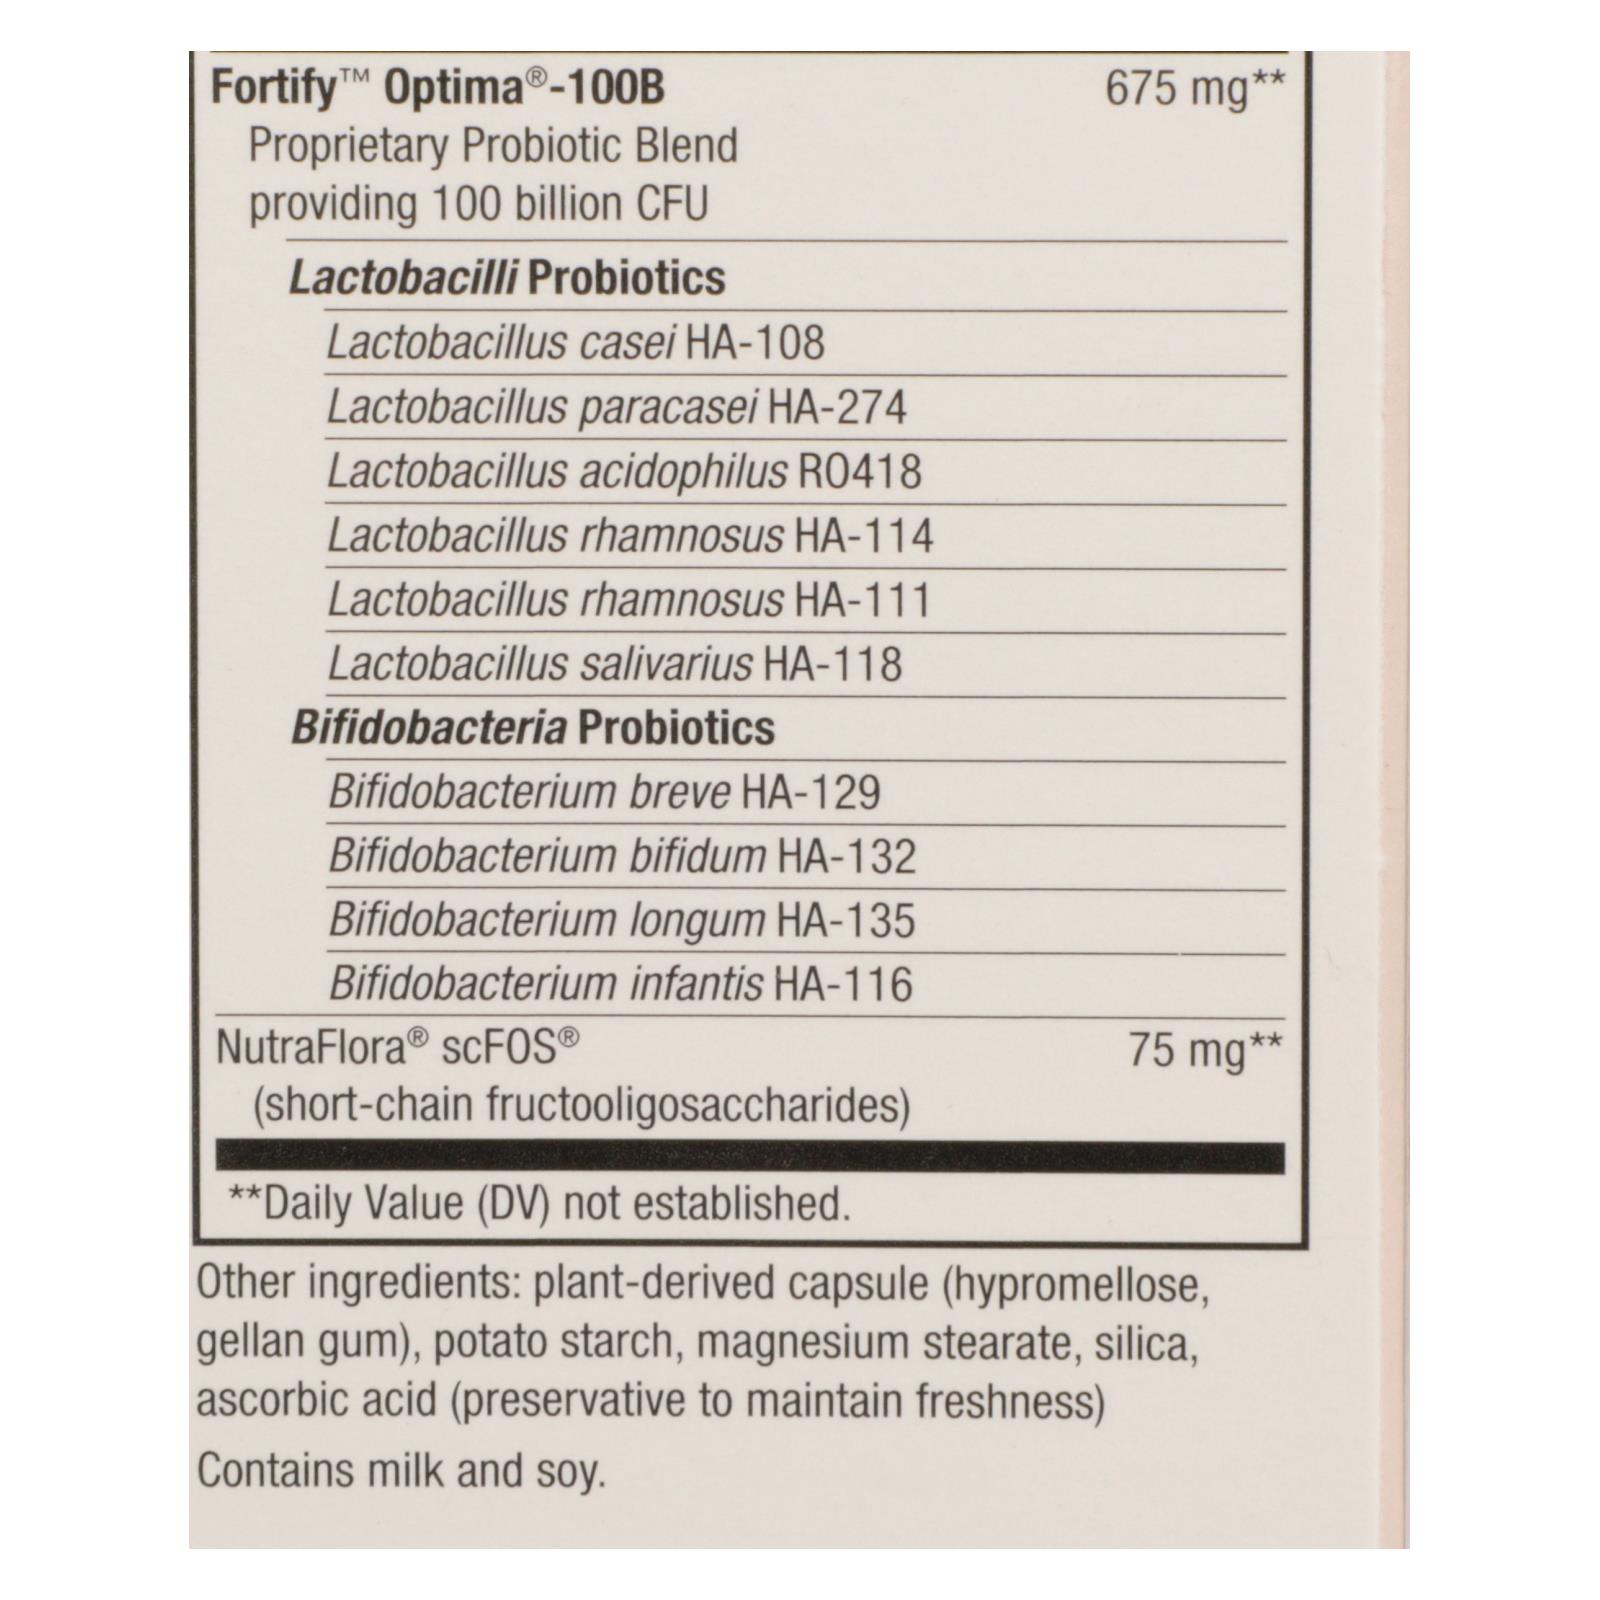 Fortify™ Optima®-100B 675 mg**
Proprietary Probiotic Blend
providing 100 billion CFU
Lactobacilli Probiotics
Lactobacillus casei HA-108
Lactobacillus paracasei HA-274
Lactobacillus acidophilus RO418
Lactobacillus rhamnosus HA-114
Lactobacillus rhamnosus HA-111
Lactobacillus salivarius HA-118
Bifidobacteria Probiotics
Bifidobacterium breve HA-129
Bifidobacterium bifidum HA-132
Bifidobacterium longum HA-135
Bifidobacterium infantis HA-116
NutraFlora® scFOS® 75 mg**
(short-chain fructooligosaccharides)
**Daily Value (DV) not established.
Other ingredients: plant-derived capsule (hypromellose,
gellan gum), potato starch, magnesium stearate, silica,
ascorbic acid (preservative to maintain freshness)
Contains milk and soy.